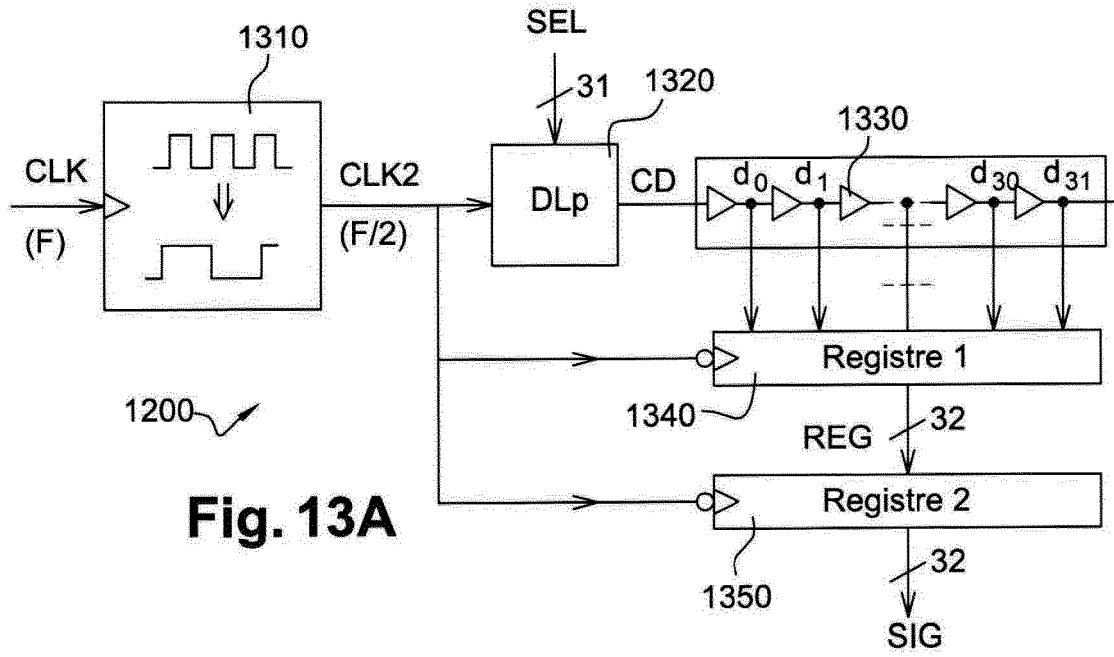 1310
SEL
31
1320
1330
CLK
CLK2
CD
d0 d1 d30 d31
DLp
(F)
(F/2)
Registre 1
1200
1340
REG
32
Registre 2
Fig. 13A
1350
32
SIG